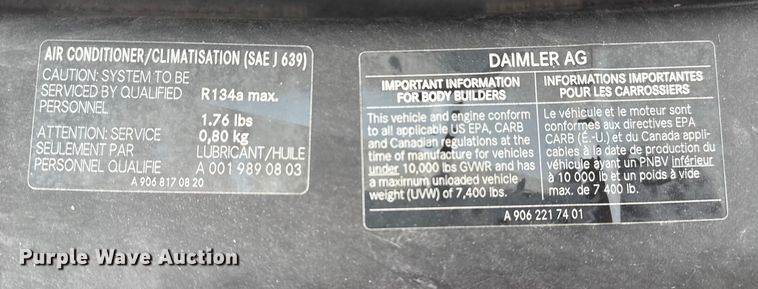 AIR CONDITIONER/CLIMATISATION (SAE J 639)
CAUTION: SYSTEM TO BE
SERVICED BY QUALIFIED
PERSONNEL
ATTENTION: SERVICE
SEULEMENT PAR
PERSONNEL QUALIFIE
R134a max.
1.76 lbs
0,80 kg
LUBRICANT/HUILE
A 001 989 08 03
A 906 817 08 20
DAIMLER AG
IMPORTANT INFORMATION
FOR BODY BUILDERS
This vehicle and engine conform
to all applicable US EPA, CARB
and Canadian regulations at the
time of manufacture for vehicles
under 10,000 lbs GVWR and has
a maximum unloaded vehicle
weight (UVW) of 7,400 lbs.
INFORMATIONS IMPORTANTES
POUR LES CARROSSIERS
Le véhicule et le moteur sont
conformes aux directives EPA
CARB (É.-U.) et du Canada appli-
cables à la date de production du
véhicule ayant un PNBV inférieur
à 10 000 lb et un poids à vide
max. de 7 400 lb.
A 906 221 74 01
Purple Wave Auction